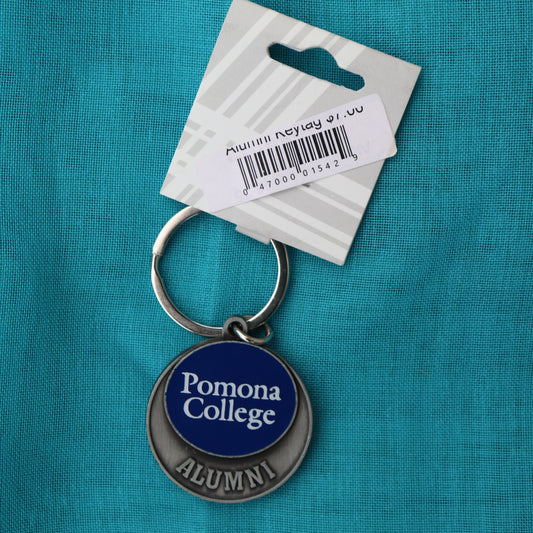 Alumni Keytag $7.00
0 47000 01542 9
Pomona
College
ALUMNI